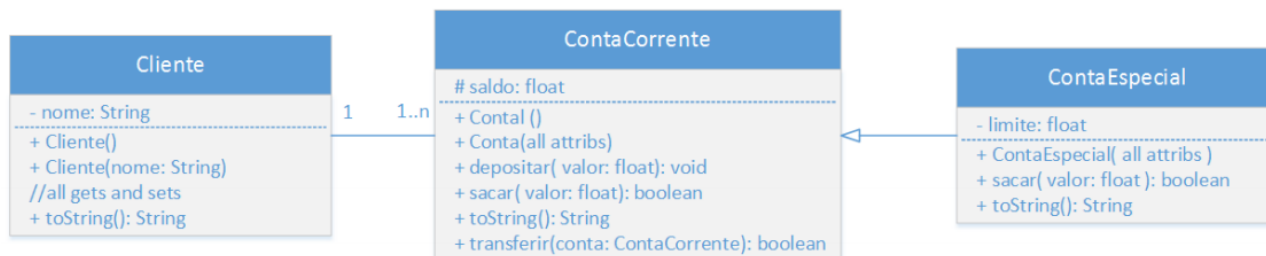 Cliente
- nome: String
+ Cliente()
+ Cliente(nome: String)
//all gets and sets
+ toString(): String
1
1..n
ContaCorrente
# saldo: float
+ Contal ()
+ Conta(all attribs)
+ depositar( valor: float): void
+ sacar( valor: float): boolean
+ toString(): String
+ transferir(conta: ContaCorrente): boolean
ContaEspecial
- limite: float
+ ContaEspecial( all attribs )
+ sacar( valor: float ): boolean
+ toString(): String